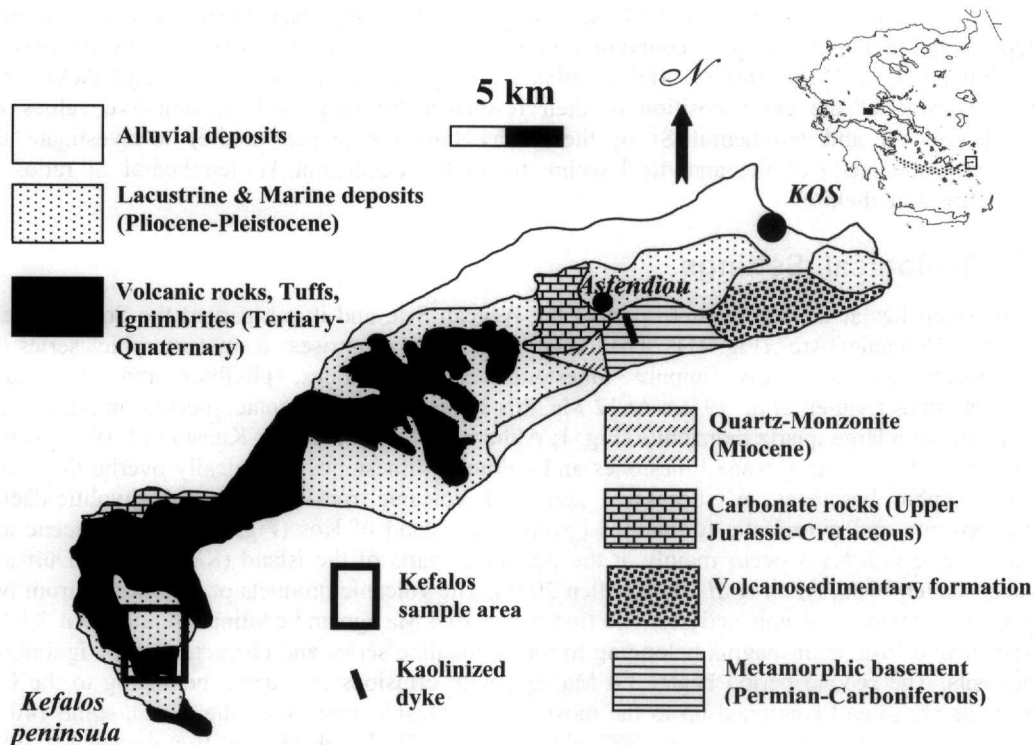 5 km
N
Alluvial deposits
Lacustrine & Marine deposits
(Pliocene-Pleistocene)
Volcanic rocks, Tuffs,
Ignimbrites (Tertiary-
Quaternary)
KOS
Asfendiou
Quartz-Monzonite
(Miocene)
Carbonate rocks (Upper
Jurassic-Cretaceous)
Volcanosedimentary formation
Metamorphic basement
(Permian-Carboniferous)
Kefalos
sample area
Kaolinized
dyke
Kefalos
peninsula